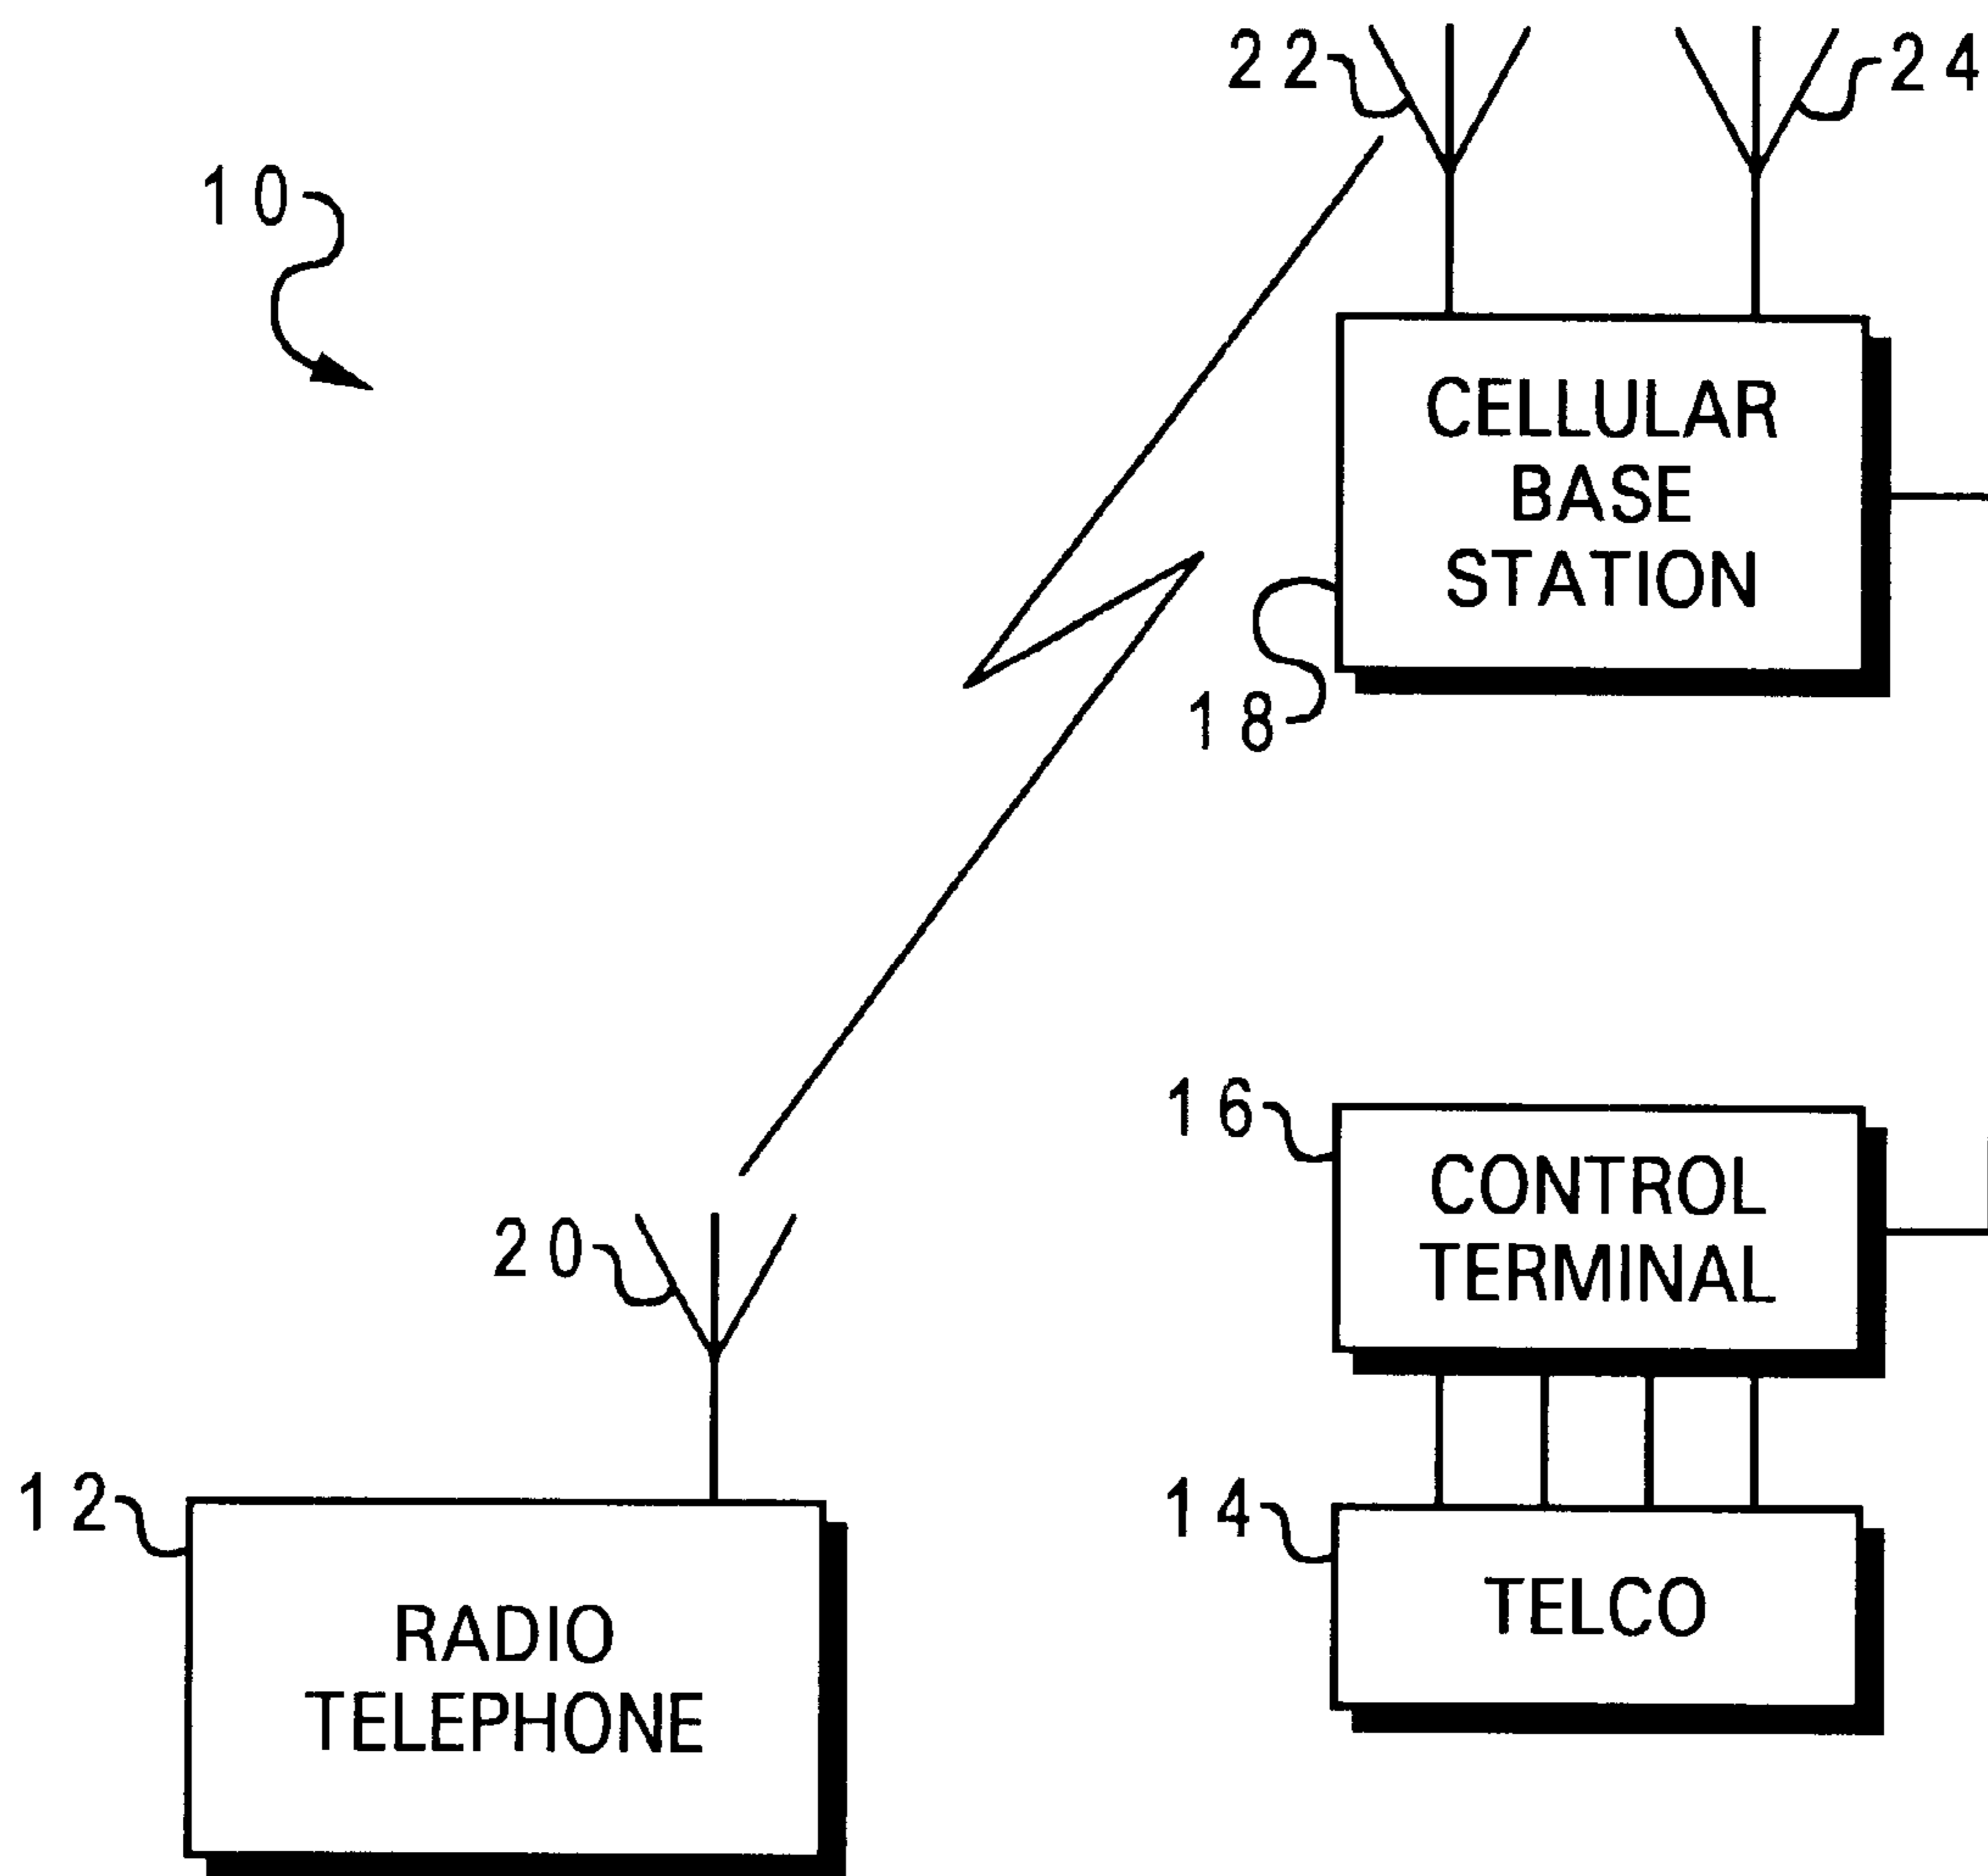 22
24
10
CELLULAR
BASE
STATION
18
16
CONTROL
TERMINAL
20
12
14
TELCO
RADIO
TELEPHONE